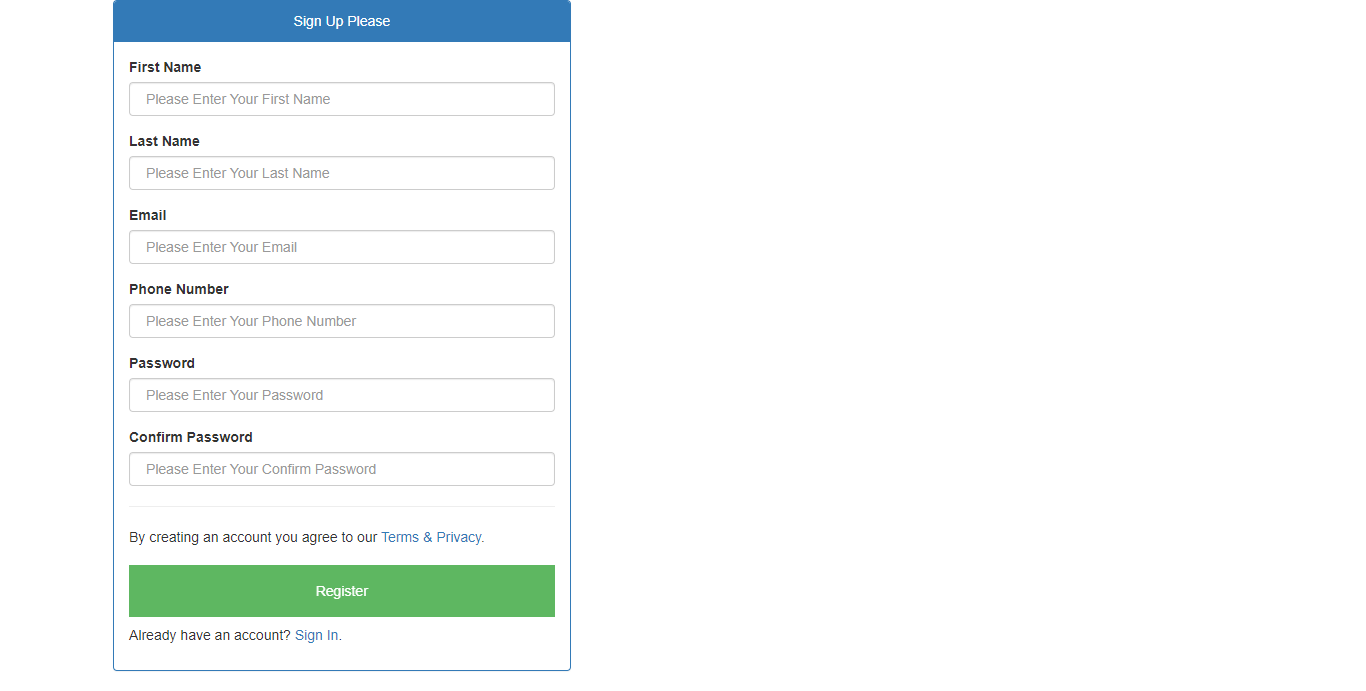 Sign Up Please
First Name
Please Enter Your First Name
Last Name
Please Enter Your Last Name
Email
Please Enter Your Email
Phone Number
Please Enter Your Phone Number
Password
Please Enter Your Password
Confirm Password
Please Enter Your Confirm Password
By creating an account you agree to our Terms & Privacy.
Register
Already have an account? Sign In.